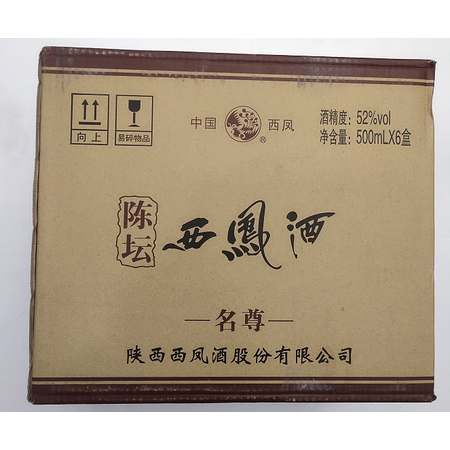 向上
易碎物品
中国 西凤
®
酒精度：52%vol
净含量：500mLX6盒
陈坛
西鳳酒
—名尊—
陕西西凤酒股份有限公司